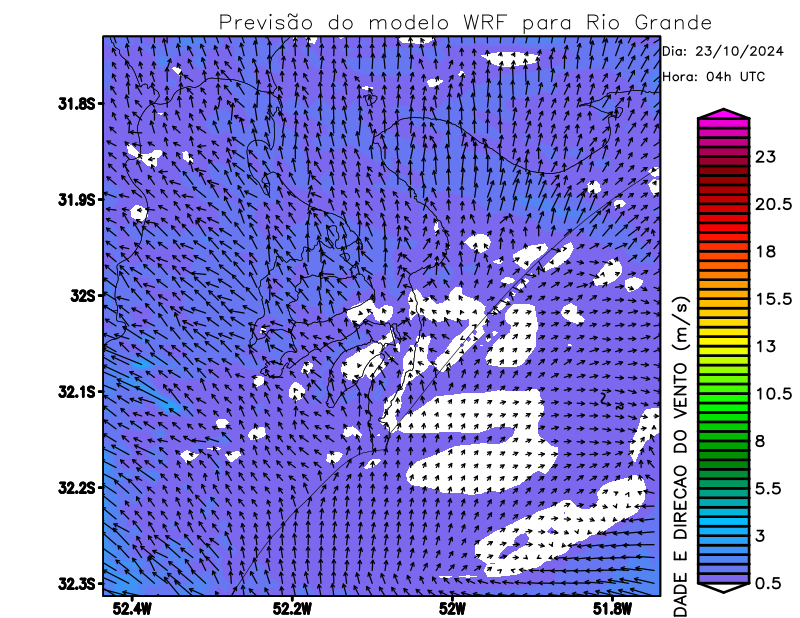 Previsão do modelo WRF para Rio Grande
Dia: 23/10/2024
Hora: 04h UTC
31.8S
31.9S
32S
32.1S
32.2S
32.3S
52.4W
52.2W
52W
51.8W
23
20.5
18
15.5
13
10.5
8
5.5
3
0.5
DADE E DIRECAO DO VENTO (m/s)